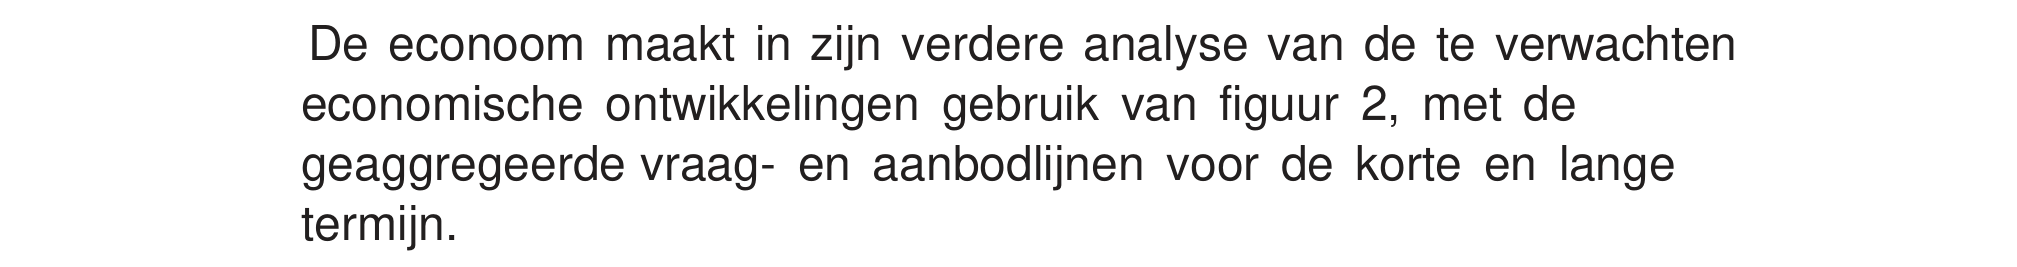 De econoom maakt in zijn verdere analyse van de te verwachten
economische ontwikkelingen gebruik van figuur 2, met de
geaggregeerde vraag- en aanbodlijnen voor de korte en lange
termijn.